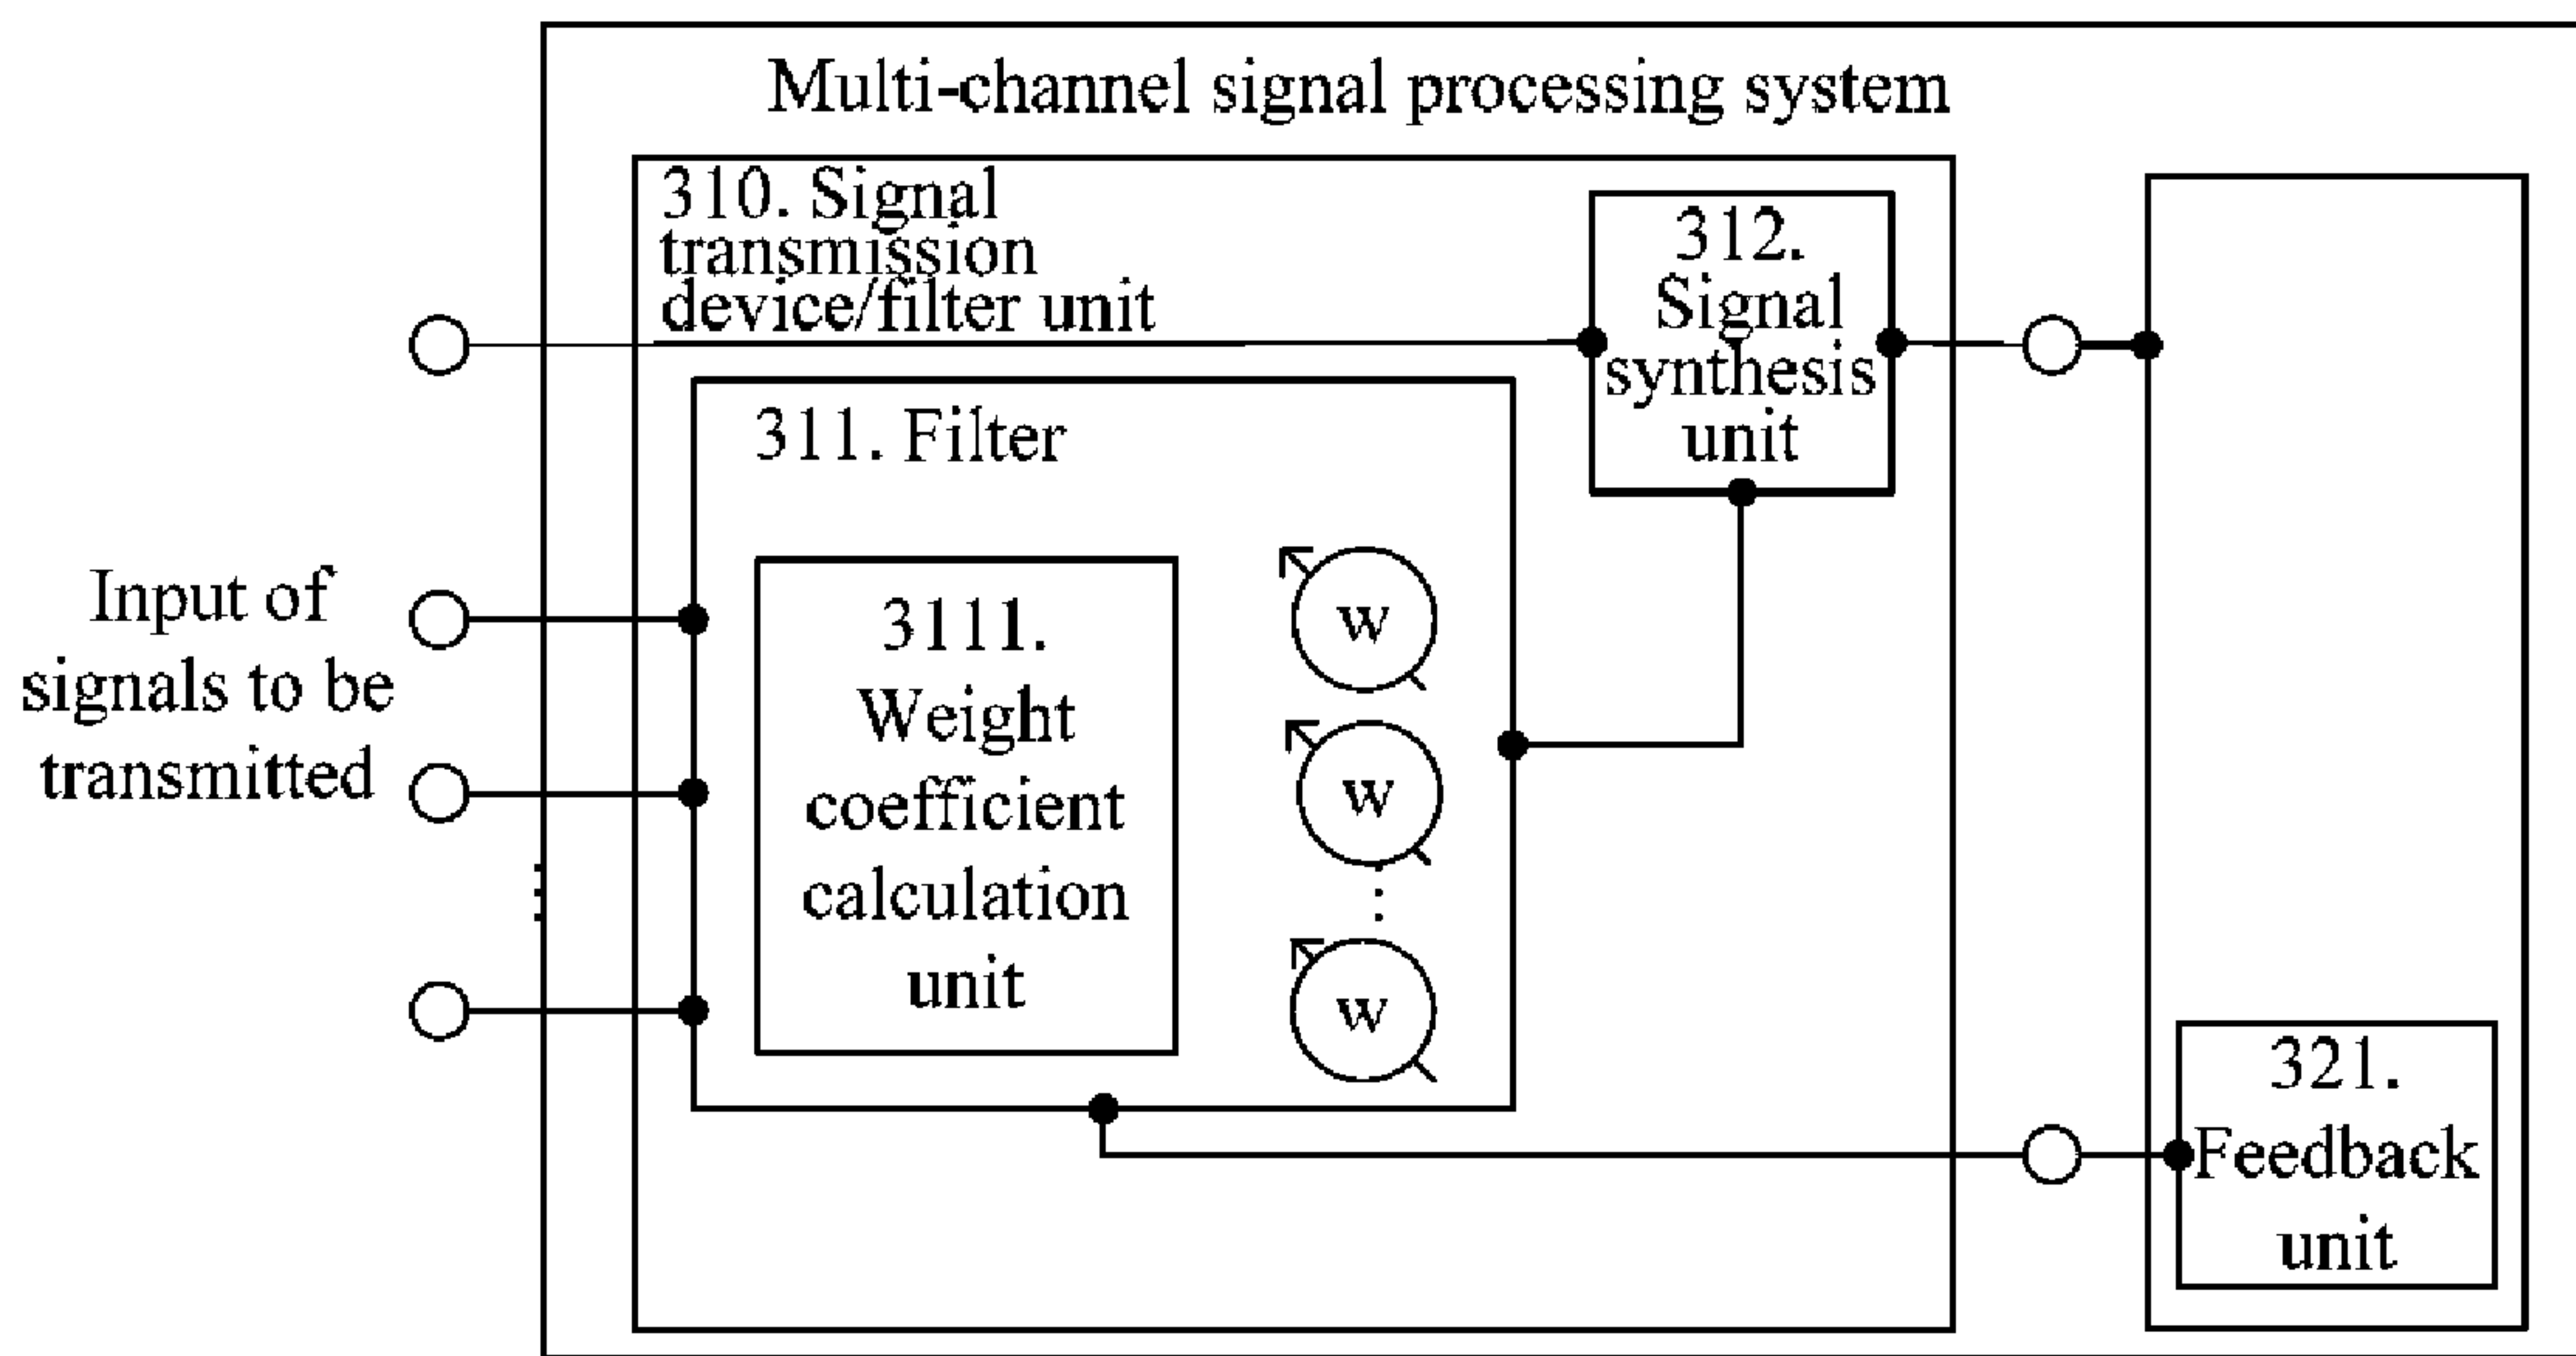 Multi-channel signal processing system
310. Signal
transmission
device/filter unit
312.
Signal
synthesis
unit
311. Filter
Input of
signals to be
transmitted
3111.
Weight
coefficient
calculation
unit
w
w
w
321.
Feedback
unit